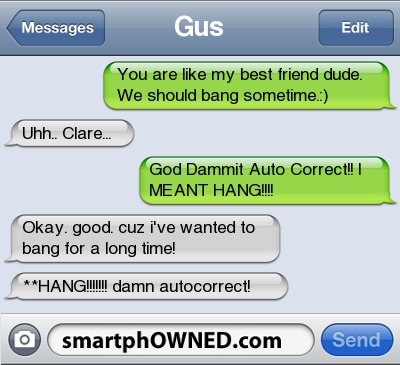 Messages
Gus
Edit
You are like my best friend dude.
We should bang sometime.:)
Uhh.. Clare...
God Dammit Auto Correct!! I
MEANT HANG!!!!
Okay. good. cuz i've wanted to
bang for a long time!
**HANG!!!!!!! damn autocorrect!
smartphOWNED.com
Send